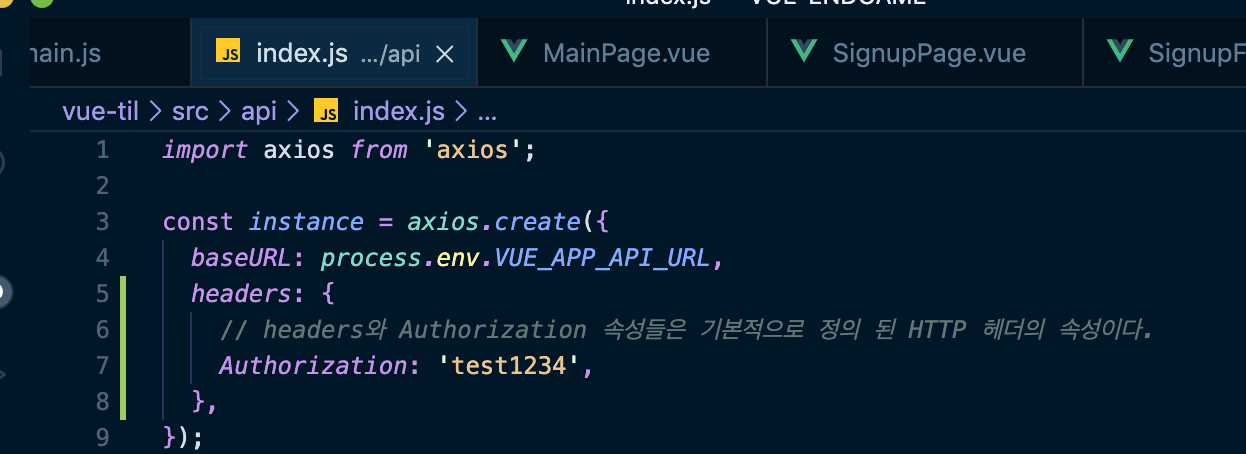 index.js — VUE-ENDGAME
main.js
JS index.js .../api
MainPage.vue
SignupPage.vue
SignupF
vue-til > src > api > JS index.js > ...
1 import axios from 'axios';
2
3 const instance = axios.create({
4 baseURL: process.env.VUE_APP_API_URL,
5 headers: {
6 // headers와 Authorization 속성들은 기본적으로 정의 된 HTTP 헤더의 속성이다.
7 Authorization: 'test1234',
8 },
9 });